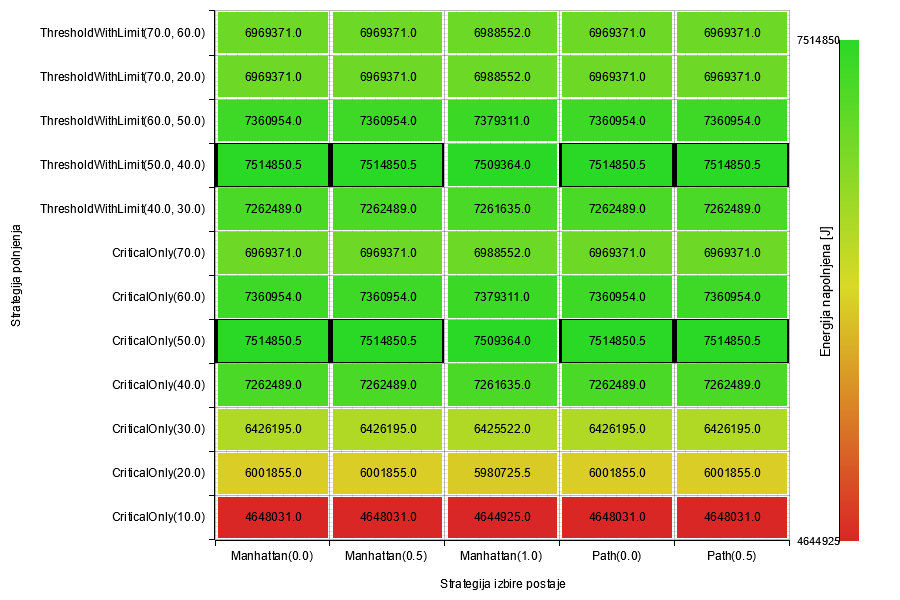 ThresholdWithLimit(70.0, 60.0) 6969371.0 6969371.0 6988552.0 6969371.0 6969371.0
ThresholdWithLimit(70.0, 20.0) 6969371.0 6969371.0 6988552.0 6969371.0 6969371.0
ThresholdWithLimit(60.0, 50.0) 7360954.0 7360954.0 7379311.0 7360954.0 7360954.0
ThresholdWithLimit(50.0, 40.0) 7514850.5 7514850.5 7509364.0 7514850.5 7514850.5
ThresholdWithLimit(40.0, 30.0) 7262489.0 7262489.0 7261635.0 7262489.0 7262489.0
CriticalOnly(70.0) 6969371.0 6969371.0 6988552.0 6969371.0 6969371.0
CriticalOnly(60.0) 7360954.0 7360954.0 7379311.0 7360954.0 7360954.0
CriticalOnly(50.0) 7514850.5 7514850.5 7509364.0 7514850.5 7514850.5
CriticalOnly(40.0) 7262489.0 7262489.0 7261635.0 7262489.0 7262489.0
CriticalOnly(30.0) 6426195.0 6426195.0 6425522.0 6426195.0 6426195.0
CriticalOnly(20.0) 6001855.0 6001855.0 5980725.5 6001855.0 6001855.0
CriticalOnly(10.0) 4648031.0 4648031.0 4644925.0 4648031.0 4648031.0
Manhattan(0.0) Manhattan(0.5) Manhattan(1.0) Path(0.0) Path(0.5)
Strategija izbire postaje
Strategija polnjenja
7514850
Energija napolnjena [J]
4644925